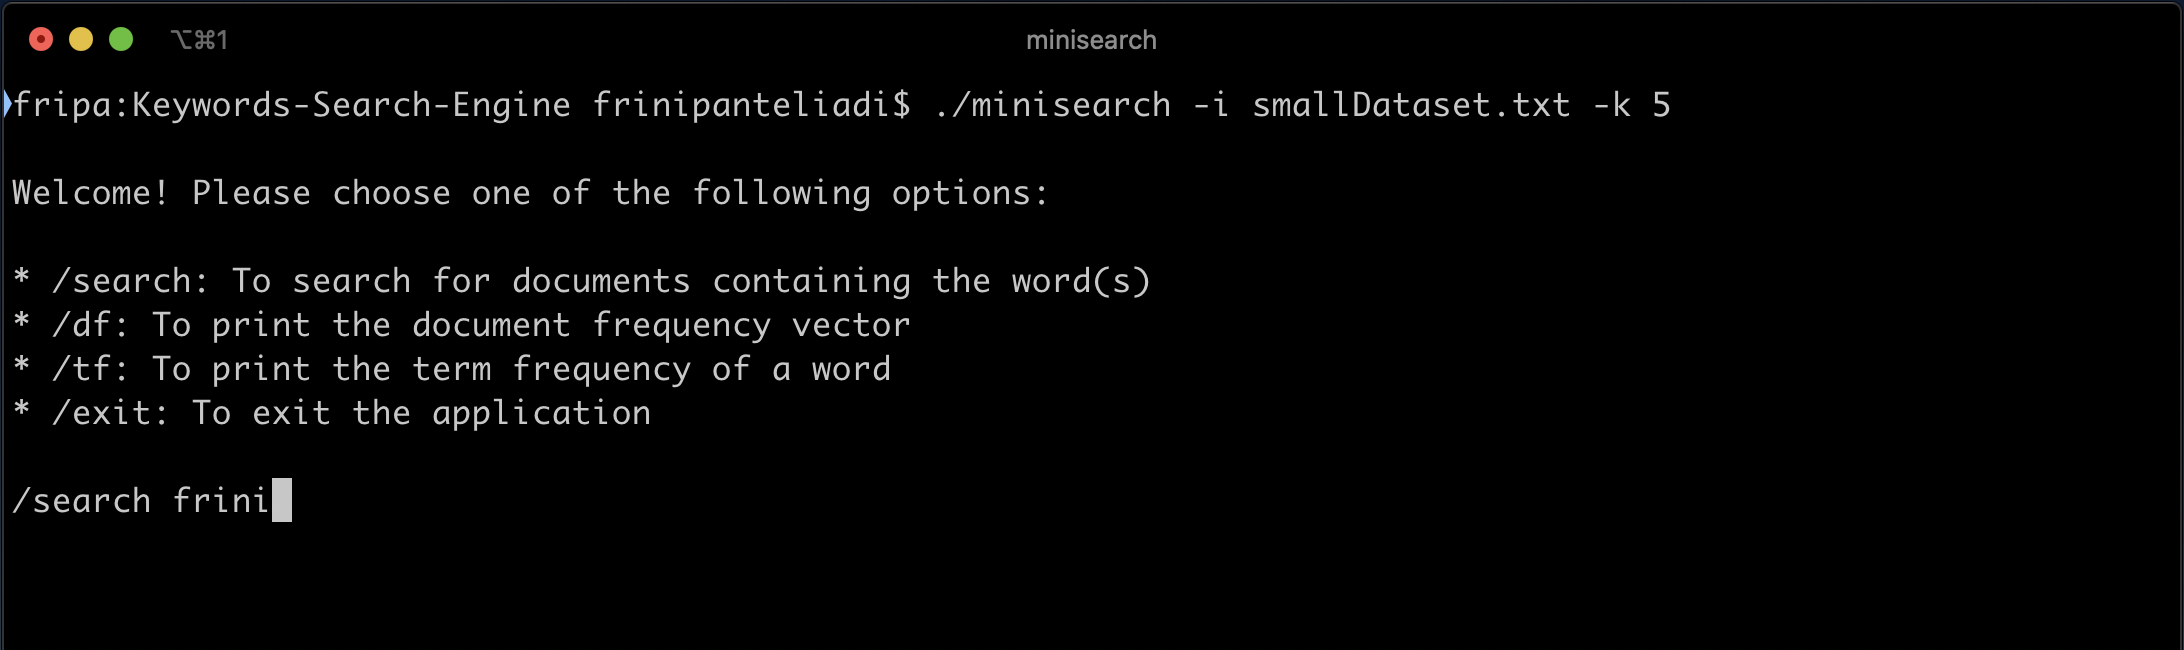 ⌥⌘1
minisearch
fripa:Keywords-Search-Engine frinipanteliadi$ ./minisearch -i smallDataset.txt -k 5
Welcome! Please choose one of the following options:
* /search: To search for documents containing the word(s)
* /df: To print the document frequency vector
* /tf: To print the term frequency of a word
* /exit: To exit the application
/search frini